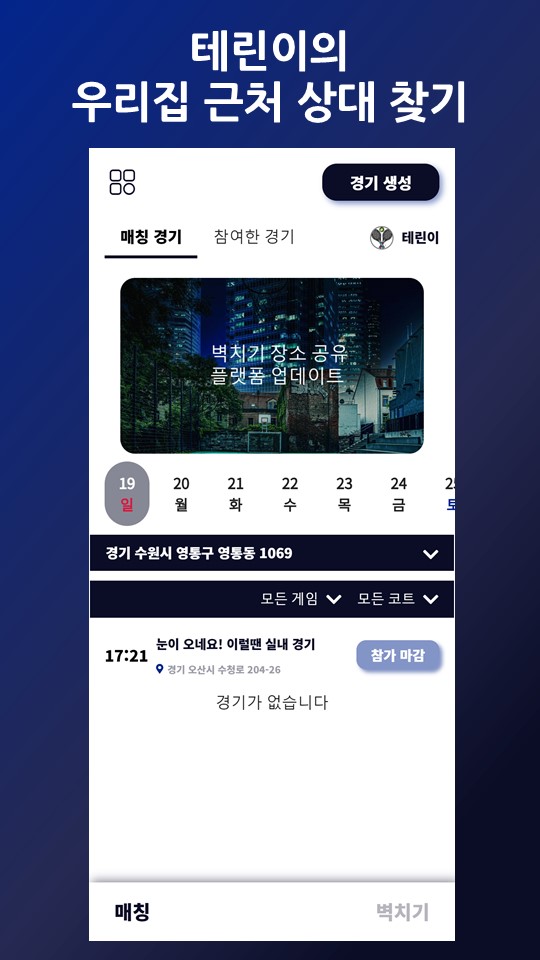 테린이의
우리집 근처 상대 찾기
경기 생성
매칭 경기 참여한 경기 테린이
벽치기 장소 공유
플랫폼 업데이트
19 20 21 22 23 24
일 월 화 수 목 금 토
경기 수원시 영통구 영통동 1069
모든 게임 모든 코트
17:21 눈이 오네요! 이럴땐 실내 경기 참가 마감
경기 오산시 수청로 204-26
경기가 없습니다
매칭 벽치기